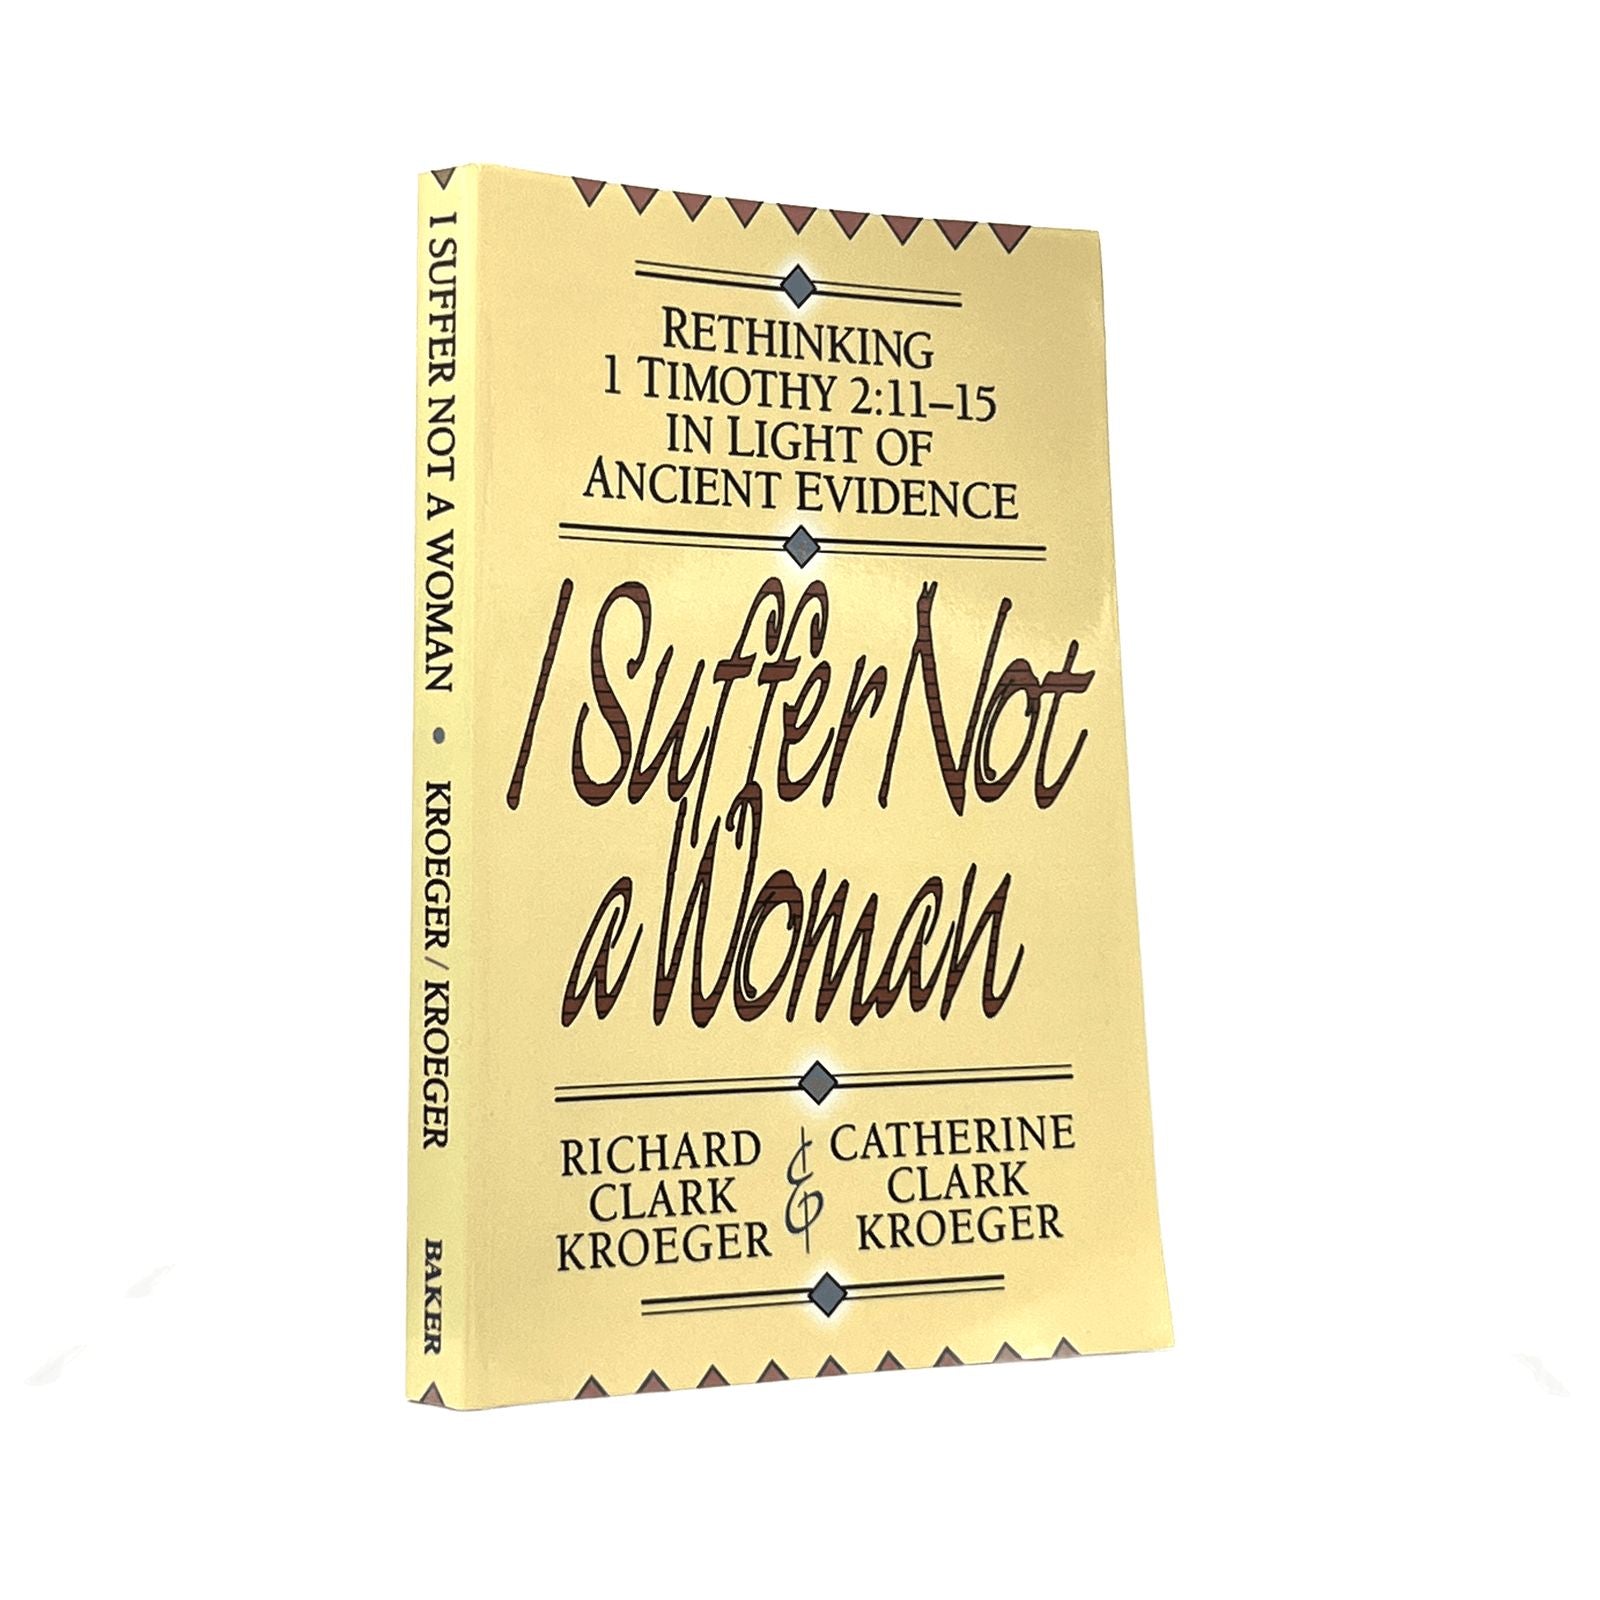 I SUFFER NOT A WOMAN • KROEGER / KROEGER BAKER
RETHINKING
1 TIMOTHY 2:11–15
IN LIGHT OF
ANCIENT EVIDENCE
I Suffer Not
a Woman
RICHARD
CLARK
KROEGER
&
CATHERINE
CLARK
KROEGER